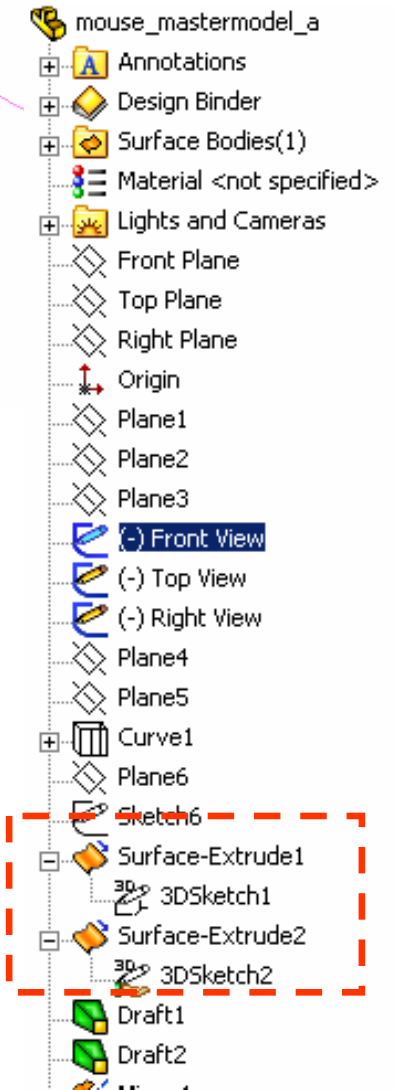 mouse_mastermodel_a
Annotations
Design Binder
Surface Bodies(1)
Material <not specified>
Lights and Cameras
Front Plane
Top Plane
Right Plane
Origin
Plane1
Plane2
Plane3
(-) Front View
(-) Top View
(-) Right View
Plane4
Plane5
Curve1
Plane6
Sketch6
Surface-Extrude1
3DSketch1
Surface-Extrude2
3DSketch2
Draft1
Draft2